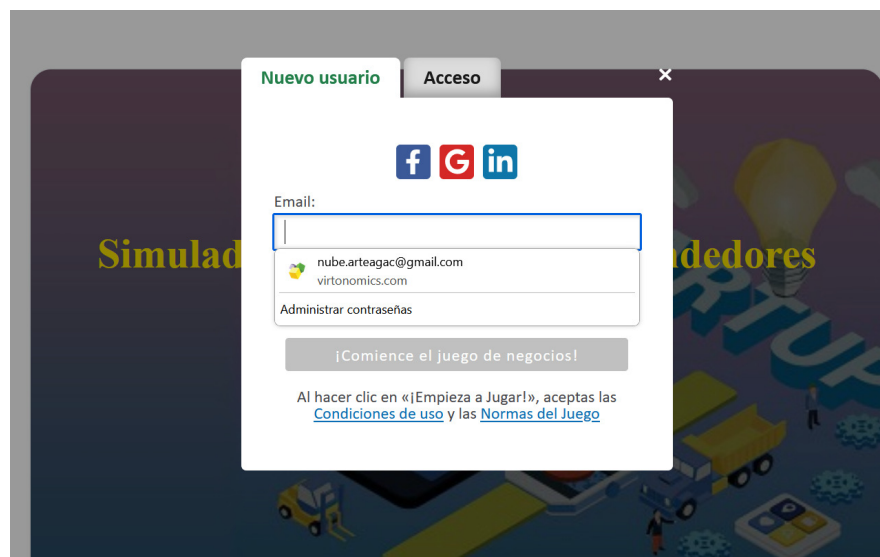 Nuevo usuario
Acceso
×
f G in
Email:
nube.arteagac@gmail.com
virtonomics.com
Administrar contraseñas
¡Comience el juego de negocios!
Al hacer clic en «¡Empieza a Jugar!», aceptas las
Condiciones de uso y las Normas del Juego
Simulad
dedores